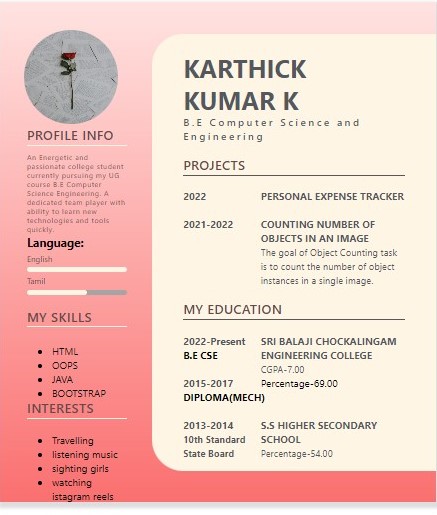 PROFILE INFO
An Energetic and
passionate college student
currently pursuing my UG
course B.E Computer
Science Engineering. A
dedicated team player with
ability to learn new
technologies and tools
quickly.
Language:
English
Tamil
MY SKILLS
HTML
OOPS
JAVA
BOOTSTRAP
INTERESTS
Travelling
listening music
sighting girls
watching
istagram reels
KARTHICK
KUMAR K
B.E Computer Science and
Engineering
PROJECTS
2022 PERSONAL EXPENSE TRACKER
2021-2022 COUNTING NUMBER OF
OBJECTS IN AN IMAGE
The goal of Object Counting task
is to count the number of object
instances in a single image.
MY EDUCATION
2022-Present SRI BALAJI CHOCKALINGAM
B.E CSE ENGINEERING COLLEGE
CGPA-7.00
2015-2017 Percentage-69.00
DIPLOMA(MECH)
2013-2014 S.S HIGHER SECONDARY
10th Standard SCHOOL
State Board Percentage-54.00